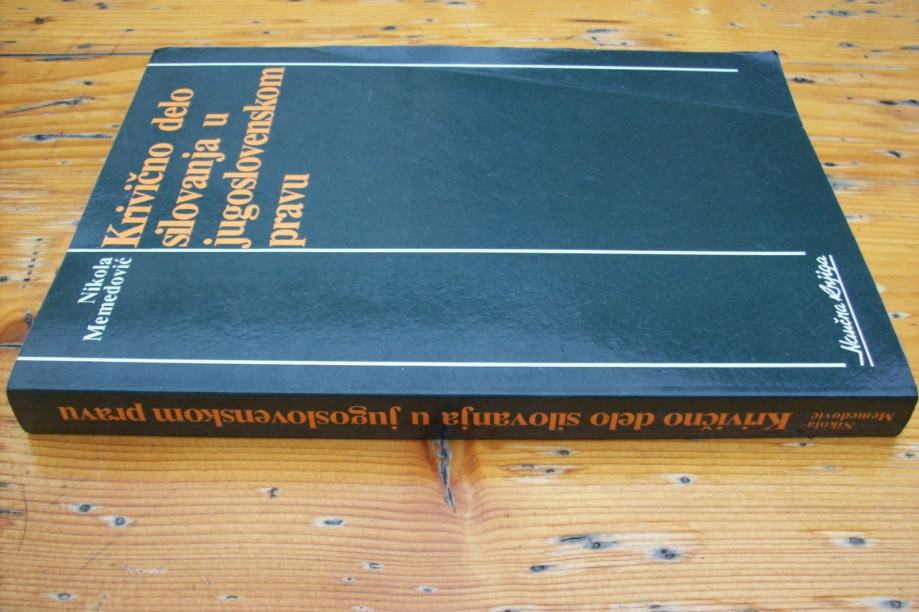 Nikola
Memedović
Krivično delo
silovanja u
jugoslovenskom
pravu
Naučna knjiga
Nikola
Memedović
Krivično delo silovanja u jugoslovenskom pravu